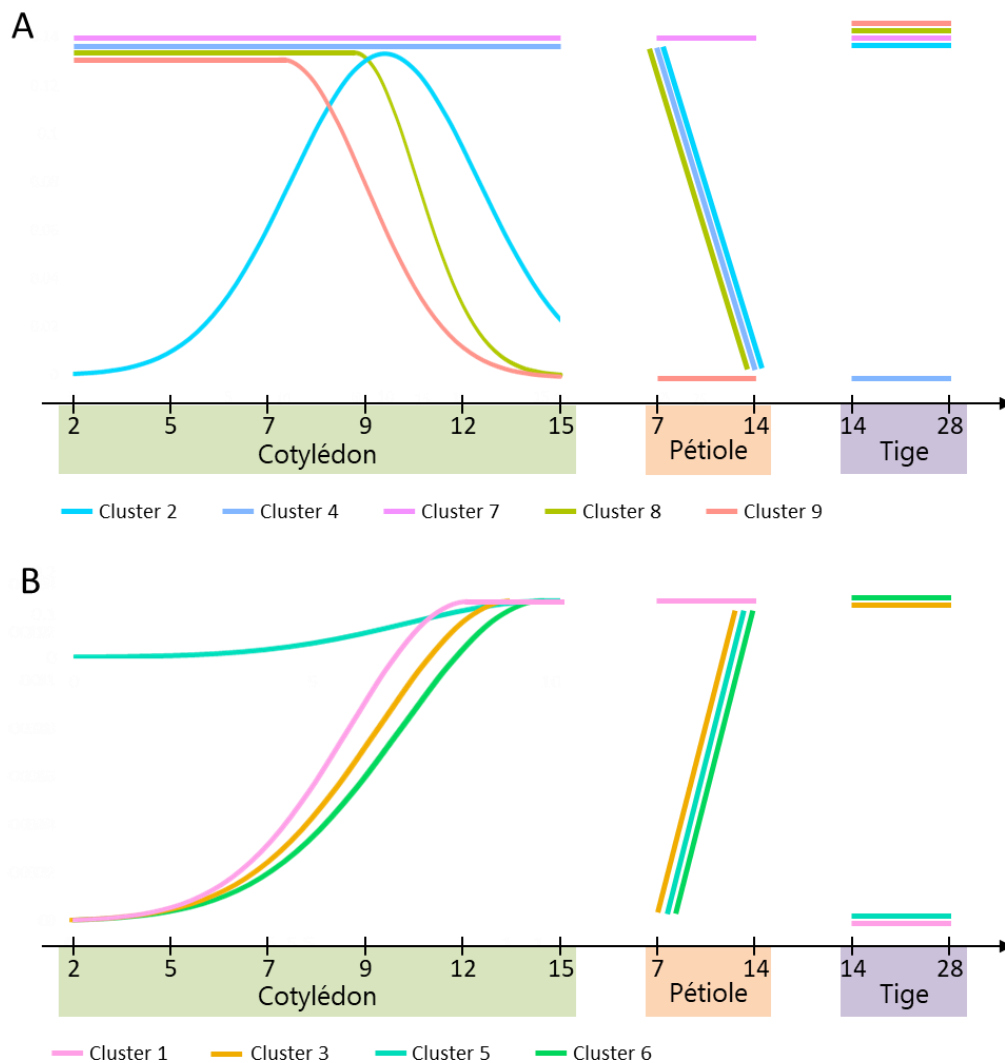 A
2 5 7 9 12 15 7 14 14 28
Cotylédon Pétiole Tige
Cluster 2 Cluster 4 Cluster 7 Cluster 8 Cluster 9
B
2 5 7 9 12 15 7 14 14 28
Cotylédon Pétiole Tige
Cluster 1 Cluster 3 Cluster 5 Cluster 6